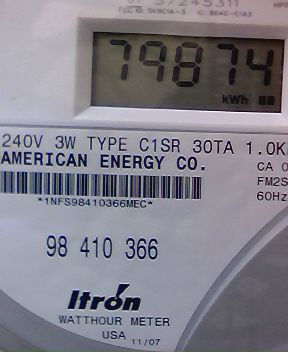 79874
kWh
240V 3W TYPE C1SR 30TA 1.0K
AMERICAN ENERGY CO.
CA 0
FM2S
60Hz
*1NFS98410366MEC*
98 410 366
Itron
WATTHOUR METER
USA 11/07